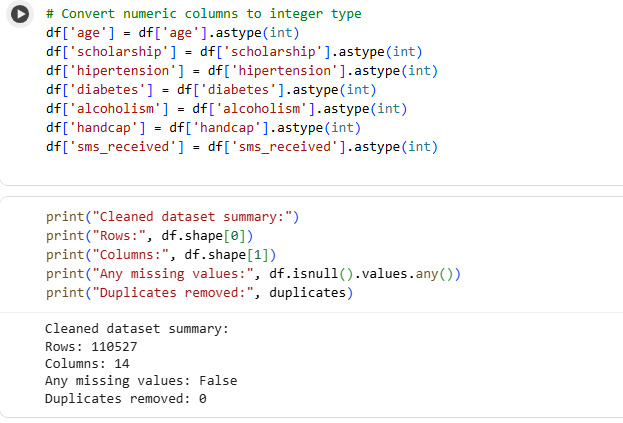 # Convert numeric columns to integer type
df['age'] = df['age'].astype(int)
df['scholarship'] = df['scholarship'].astype(int)
df['hipertension'] = df['hipertension'].astype(int)
df['diabetes'] = df['diabetes'].astype(int)
df['alcoholism'] = df['alcoholism'].astype(int)
df['handcap'] = df['handcap'].astype(int)
df['sms_received'] = df['sms_received'].astype(int)
print("Cleaned dataset summary:")
print("Rows:", df.shape[0])
print("Columns:", df.shape[1])
print("Any missing values:", df.isnull().values.any())
print("Duplicates removed:", duplicates)
Cleaned dataset summary:
Rows: 110527
Columns: 14
Any missing values: False
Duplicates removed: 0